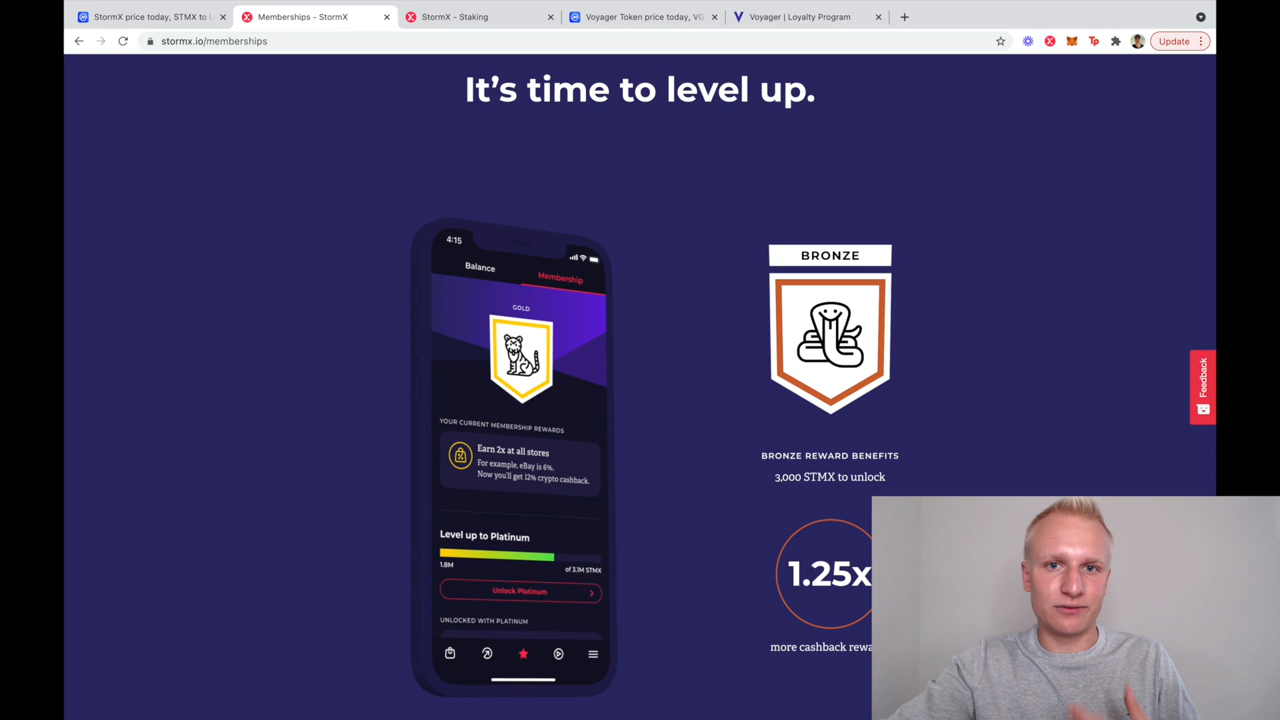 StormX price today, STMX to
Memberships - StormX
StormX - Staking
Voyager Token price today, VG
Voyager | Loyalty Program
stormx.io/memberships
Update
It's time to level up.
4:15
Balance
Membership
GOLD
YOUR CURRENT MEMBERSHIP REWARDS
Earn 2x at all stores
For example, eBay is 6%.
Now you'll get 12% crypto cashback.
Level up to Platinum
1.8M
of 3.1M STMX
Unlock Platinum
UNLOCKED WITH PLATINUM
BRONZE
BRONZE REWARD BENEFITS
3,000 STMX to unlock
1.25x
more cashback rewa
Feedback